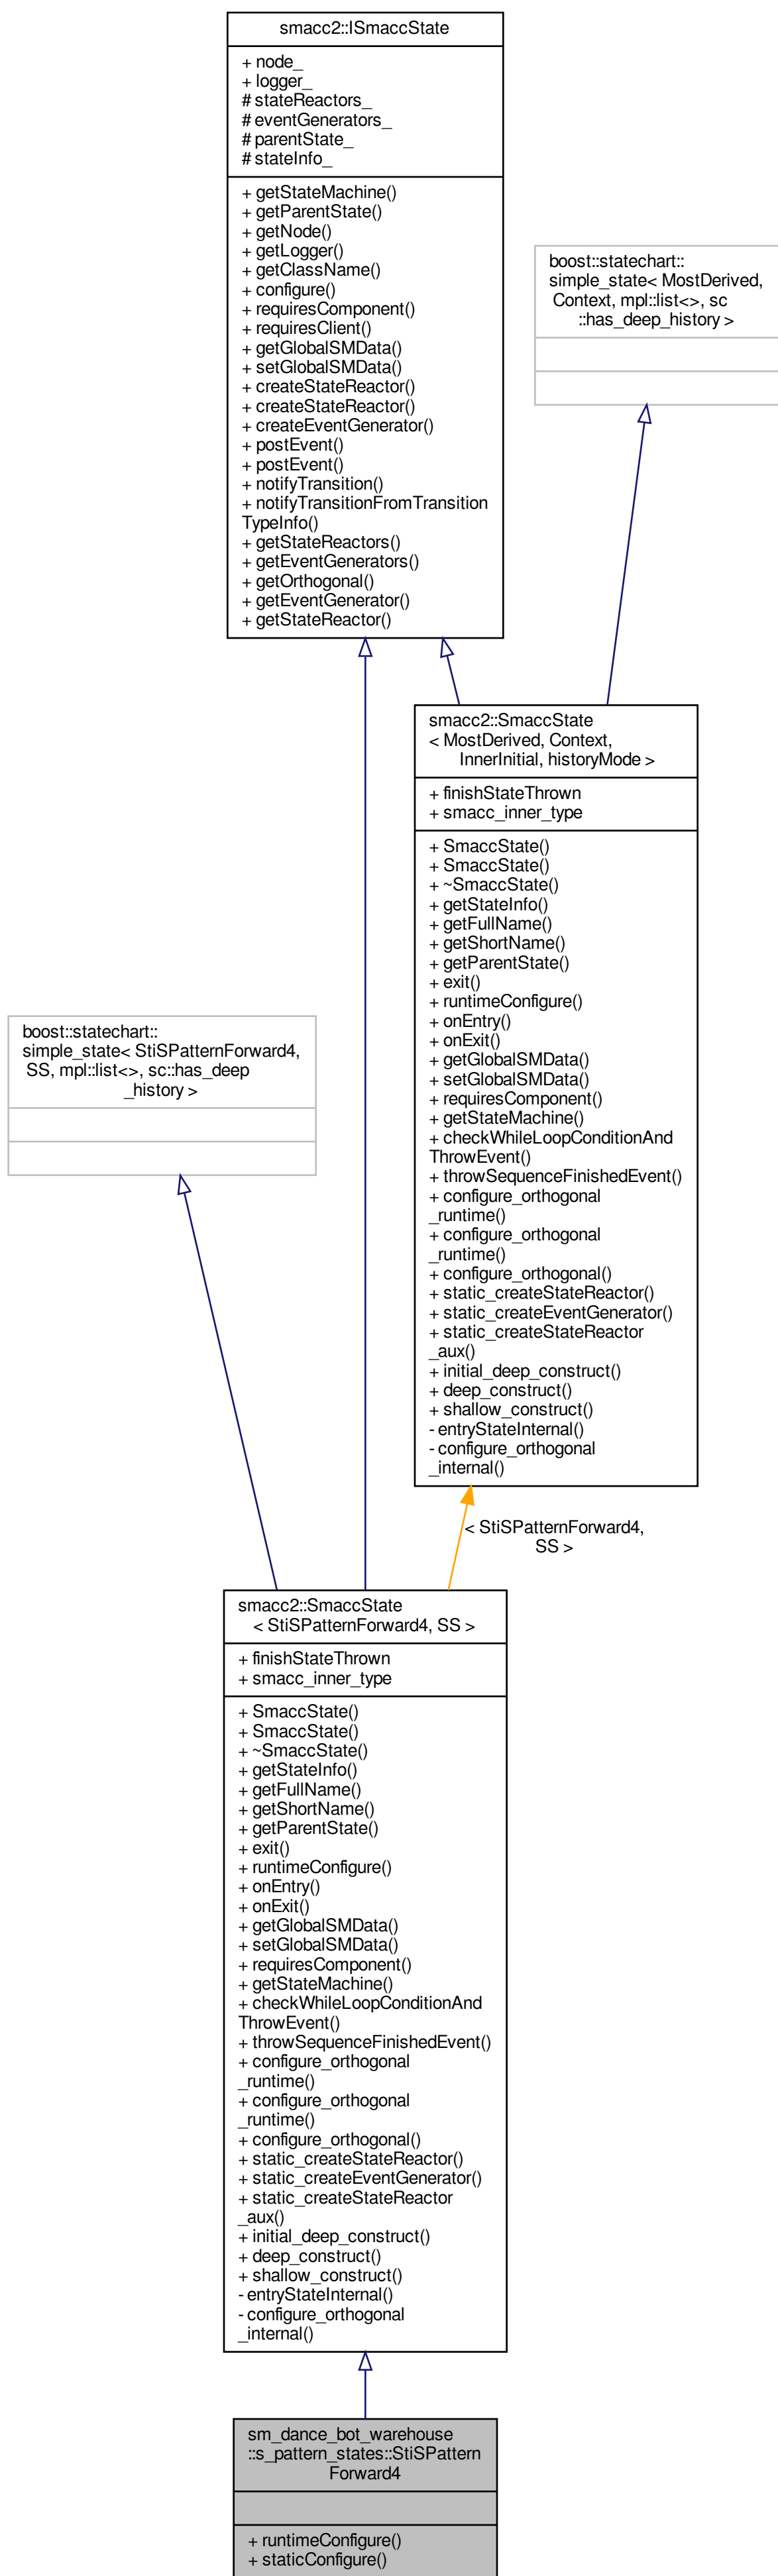 smacc2::ISmaccState
+ node_
+ logger_
# stateReactors_
# eventGenerators_
# parentState_
# stateInfo_
+ getStateMachine()
+ getParentState()
+ getNode()
+ getLogger()
+ getClassName()
+ configure()
+ requiresComponent()
+ requiresClient()
+ getGlobalSMData()
+ setGlobalSMData()
+ createStateReactor()
+ createStateReactor()
+ createEventGenerator()
+ postEvent()
+ postEvent()
+ notifyTransition()
+ notifyTransitionFromTransition
TypeInfo()
+ getStateReactors()
+ getEventGenerators()
+ getOrthogonal()
+ getEventGenerator()
+ getStateReactor()
boost::statechart::
simple_state< MostDerived,
Context, mpl::list<>, sc
::has_deep_history >
smacc2::SmaccState
< MostDerived, Context,
InnerInitial, historyMode >
+ finishStateThrown
+ smacc_inner_type
+ SmaccState()
+ SmaccState()
+ ~SmaccState()
+ getStateInfo()
+ getFullName()
+ getShortName()
+ getParentState()
+ exit()
+ runtimeConfigure()
+ onEntry()
+ onExit()
+ getGlobalSMData()
+ setGlobalSMData()
+ requiresComponent()
+ getStateMachine()
+ checkWhileLoopConditionAnd
ThrowEvent()
+ throwSequenceFinishedEvent()
+ configure_orthogonal
_runtime()
+ configure_orthogonal
_runtime()
+ configure_orthogonal()
+ static_createStateReactor()
+ static_createEventGenerator()
+ static_createStateReactor
_aux()
+ initial_deep_construct()
+ deep_construct()
+ shallow_construct()
- entryStateInternal()
- configure_orthogonal
_internal()
boost::statechart::
simple_state< StiSPatternForward4,
SS, mpl::list<>, sc::has_deep
_history >
< StiSPatternForward4,
SS >
smacc2::SmaccState
< StiSPatternForward4, SS >
+ finishStateThrown
+ smacc_inner_type
+ SmaccState()
+ SmaccState()
+ ~SmaccState()
+ getStateInfo()
+ getFullName()
+ getShortName()
+ getParentState()
+ exit()
+ runtimeConfigure()
+ onEntry()
+ onExit()
+ getGlobalSMData()
+ setGlobalSMData()
+ requiresComponent()
+ getStateMachine()
+ checkWhileLoopConditionAnd
ThrowEvent()
+ throwSequenceFinishedEvent()
+ configure_orthogonal
_runtime()
+ configure_orthogonal
_runtime()
+ configure_orthogonal()
+ static_createStateReactor()
+ static_createEventGenerator()
+ static_createStateReactor
_aux()
+ initial_deep_construct()
+ deep_construct()
+ shallow_construct()
- entryStateInternal()
- configure_orthogonal
_internal()
sm_dance_bot_warehouse
::s_pattern_states::StiSPattern
Forward4
+ runtimeConfigure()
+ staticConfigure()